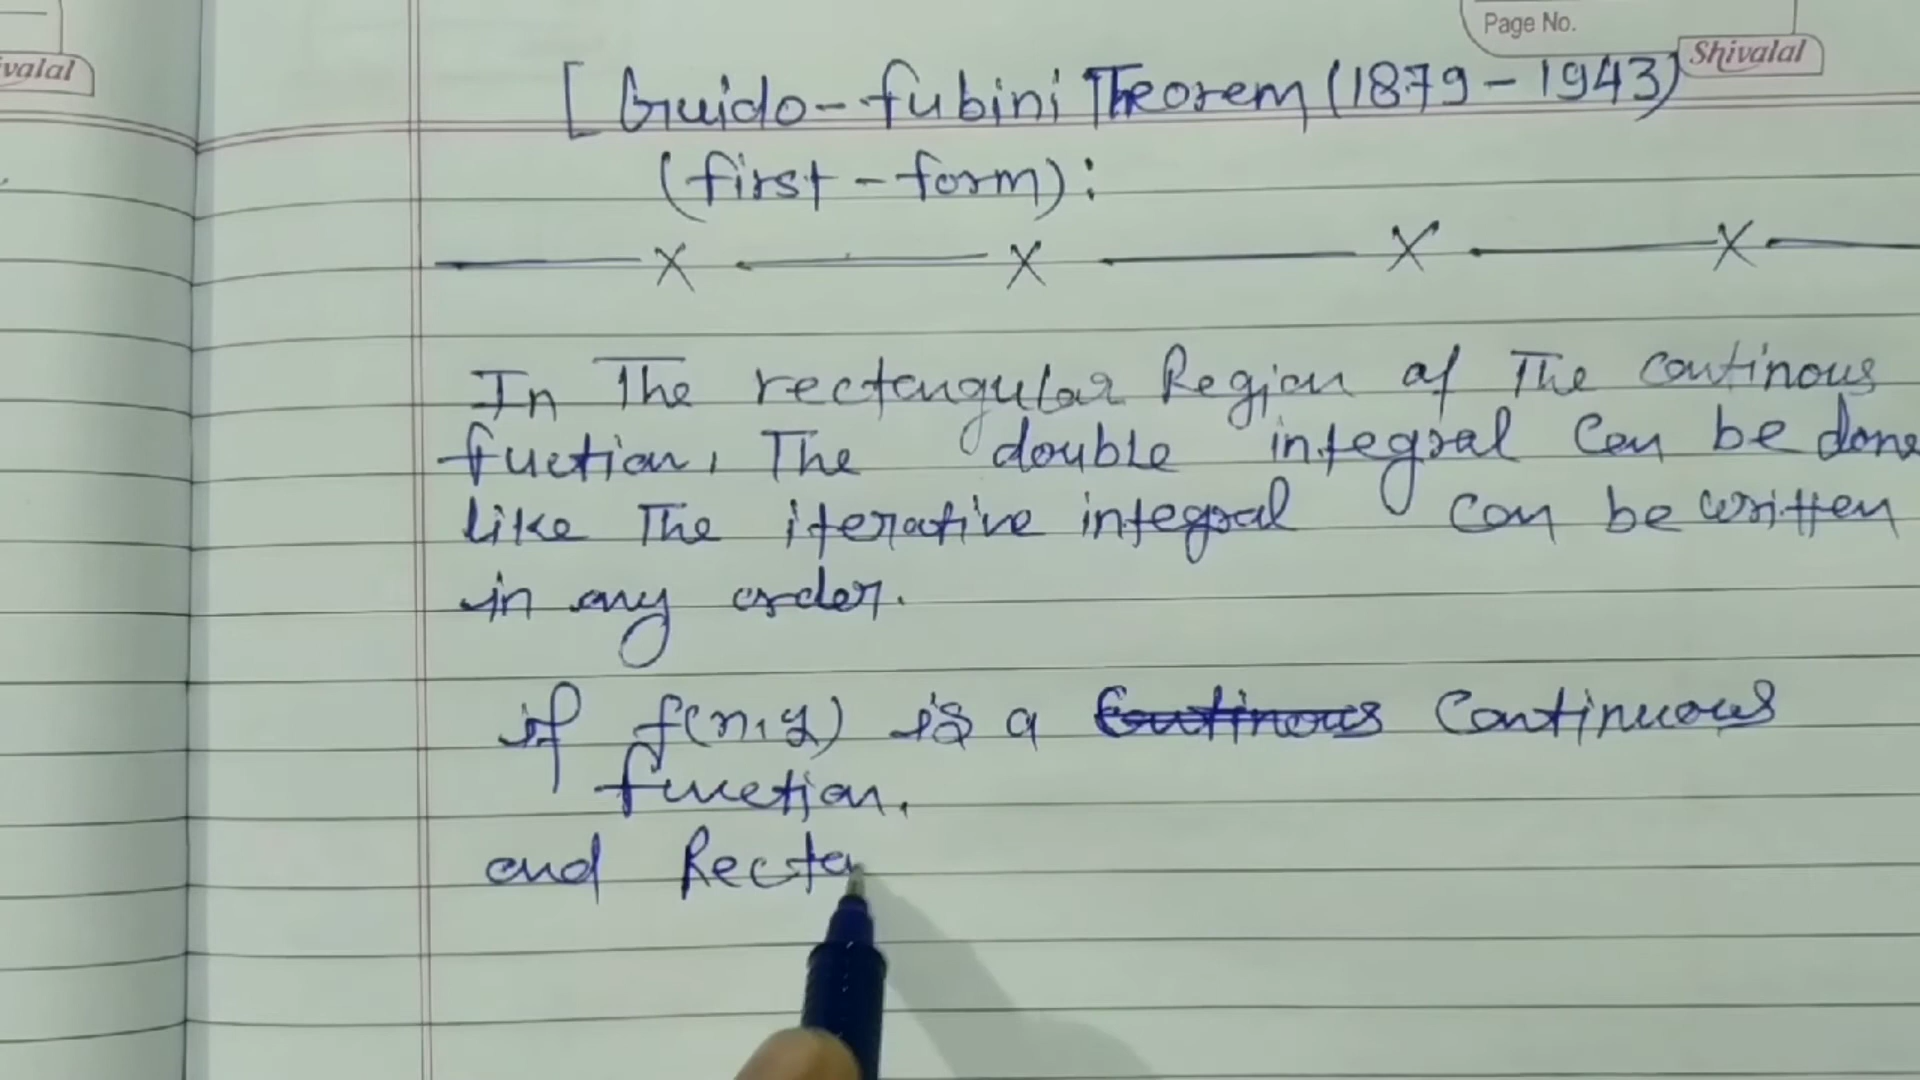 Page No.
Shivalal
valal
[ Guido-fubini Theorem (1879-1943)
(first-form):
In The rectangular Region of The continous
fuction, The double integral can be done
like The iterative integral can be written
in any order.
if f(x,y) is a Continous Continuous
function.
and Recta